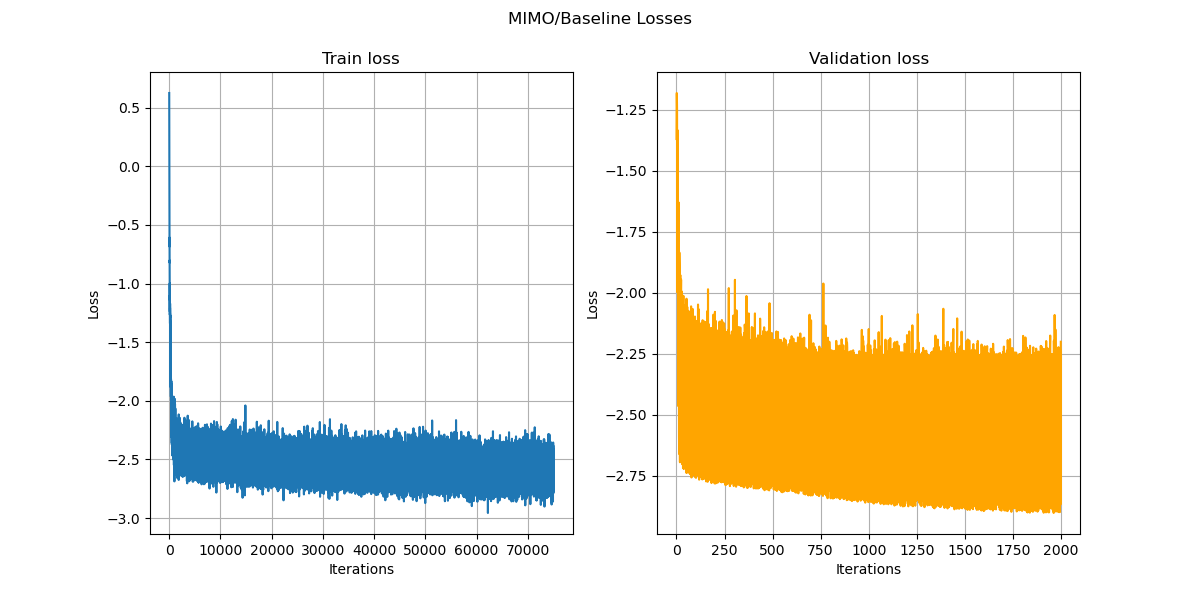 MIMO/Baseline Losses
Train loss
0.5
0.0
−0.5
−1.0
−1.5
−2.0
−2.5
−3.0
Loss
0 10000 20000 30000 40000 50000 60000 70000
Iterations
Validation loss
−1.25
−1.50
−1.75
−2.00
−2.25
−2.50
−2.75
Loss
0 250 500 750 1000 1250 1500 1750 2000
Iterations